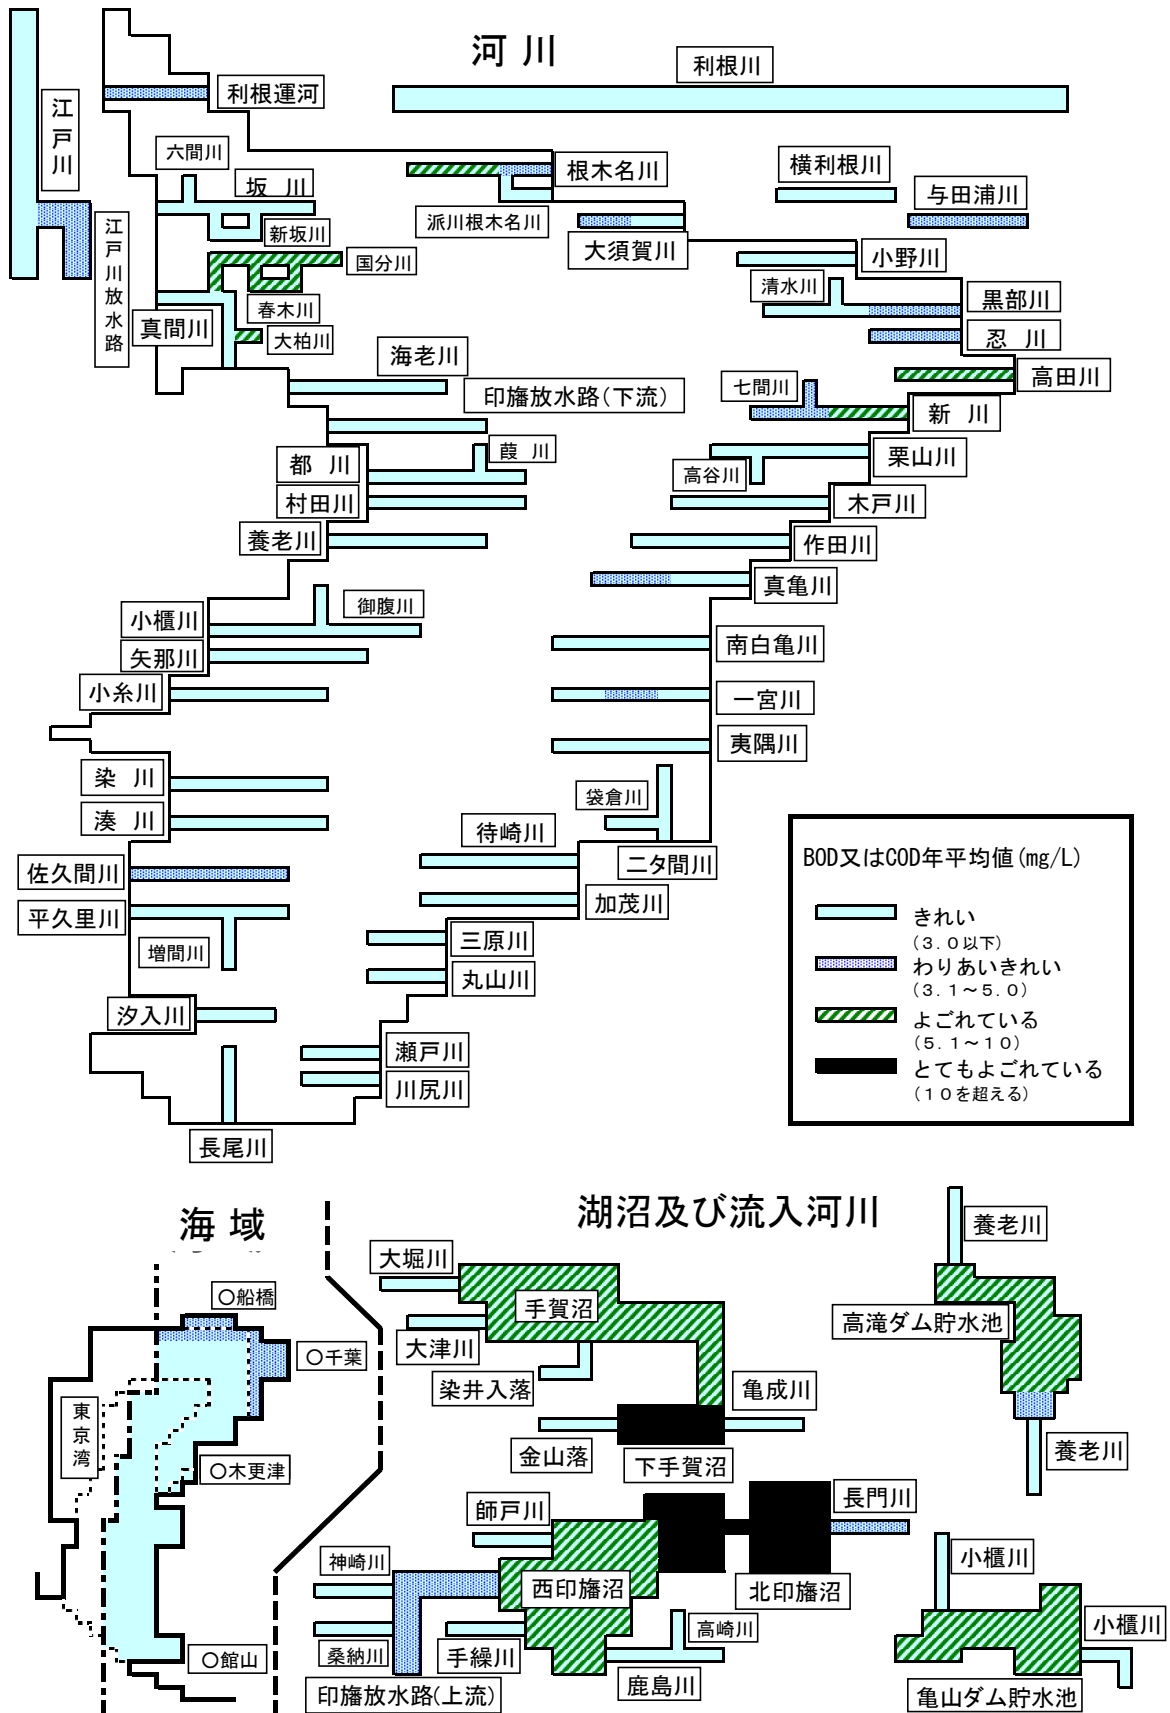 河川
利根川
江戸川
利根運河
六間川
坂 川
新坂川
江戸川放水路
国分川
春木川
真間川
大柏川
根木名川
派川根木名川
大須賀川
横利根川
与田浦川
小野川
清水川
黒部川
忍 川
高田川
七間川
新 川
海老川
印旛放水路(下流)
葭 川
都 川
村田川
養老川
高谷川
栗山川
木戸川
作田川
真亀川
御腹川
小櫃川
矢那川
小糸川
南白亀川
一宮川
夷隅川
染 川
湊 川
袋倉川
待崎川
二タ間川
佐久間川
平久里川
増間川
加茂川
三原川
丸山川
汐入川
瀬戸川
川尻川
長尾川
BOD又はCOD年平均値(mg/L)
きれい
(3.0以下)
わりあいきれい
(3.1～5.0)
よごれている
(5.1～10)
とてもよごれている
(10を超える)
海域
○船橋
○千葉
東京湾
○木更津
○館山
湖沼及び流入河川
大堀川
手賀沼
大津川
染井入落
亀成川
金山落
下手賀沼
養老川
高滝ダム貯水池
養老川
師戸川
長門川
神崎川
西印旛沼
北印旛沼
桑納川
手繰川
高崎川
鹿島川
印旛放水路(上流)
小櫃川
小櫃川
亀山ダム貯水池